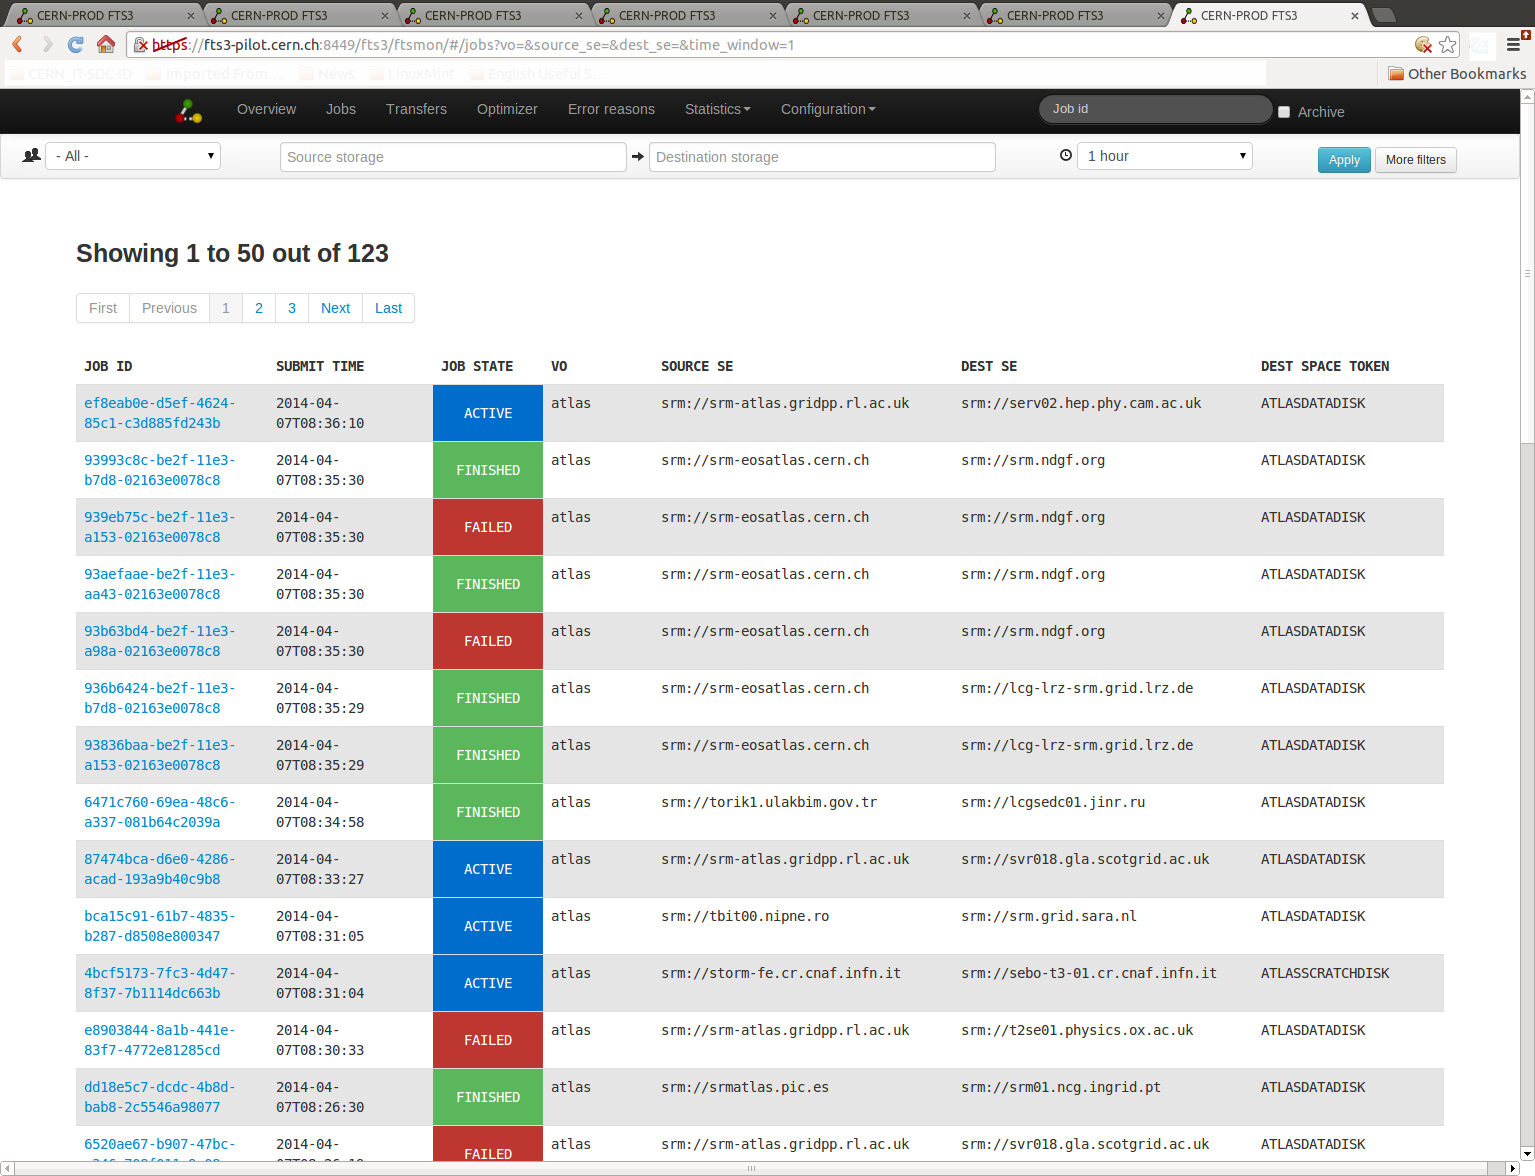 CERN-PROD FTS3 CERN-PROD FTS3 CERN-PROD FTS3 CERN-PROD FTS3 CERN-PROD FTS3 CERN-PROD FTS3 CERN-PROD FTS3
https://fts3-pilot.cern.ch:8449/fts3/ftsmon/#/jobs?vo=&source_se=&dest_se=&time_window=1
CERN_IT-SDC-ID Imported From... News LinuxMint English Useful S... Other Bookmarks
Overview Jobs Transfers Optimizer Error reasons Statistics Configuration Job id Archive
- All - Source storage Destination storage 1 hour Apply More filters
Showing 1 to 50 out of 123
First Previous 1 2 3 Next Last
JOB ID SUBMIT TIME JOB STATE VO SOURCE SE DEST SE DEST SPACE TOKEN
ef8eab0e-d5ef-4624- 2014-04- ACTIVE atlas srm://srm-atlas.gridpp.rl.ac.uk srm://serv02.hep.phy.cam.ac.uk ATLASDATADISK
85c1-c3d885fd243b 07T08:36:10
93993c8c-be2f-11e3- 2014-04- FINISHED atlas srm://srm-eosatlas.cern.ch srm://srm.ndgf.org ATLASDATADISK
b7d8-02163e0078c8 07T08:35:30
939eb75c-be2f-11e3- 2014-04- FAILED atlas srm://srm-eosatlas.cern.ch srm://srm.ndgf.org ATLASDATADISK
a153-02163e0078c8 07T08:35:30
93aefaae-be2f-11e3- 2014-04- FINISHED atlas srm://srm-eosatlas.cern.ch srm://srm.ndgf.org ATLASDATADISK
aa43-02163e0078c8 07T08:35:30
93b63bd4-be2f-11e3- 2014-04- FAILED atlas srm://srm-eosatlas.cern.ch srm://srm.ndgf.org ATLASDATADISK
a98a-02163e0078c8 07T08:35:30
936b6424-be2f-11e3- 2014-04- FINISHED atlas srm://srm-eosatlas.cern.ch srm://lcg-lrz-srm.grid.lrz.de ATLASDATADISK
b7d8-02163e0078c8 07T08:35:29
93836baa-be2f-11e3- 2014-04- FINISHED atlas srm://srm-eosatlas.cern.ch srm://lcg-lrz-srm.grid.lrz.de ATLASDATADISK
a153-02163e0078c8 07T08:35:29
6471c760-69ea-48c6- 2014-04- FINISHED atlas srm://torik1.ulakbim.gov.tr srm://lcgsedc01.jinr.ru ATLASDATADISK
a337-081b64c2039a 07T08:34:58
87474bca-d6e0-4286- 2014-04- ACTIVE atlas srm://srm-atlas.gridpp.rl.ac.uk srm://svr018.gla.scotgrid.ac.uk ATLASDATADISK
acad-193a9b40c9b8 07T08:33:27
bca15c91-61b7-4835- 2014-04- ACTIVE atlas srm://tbit00.nipne.ro srm://srm.grid.sara.nl ATLASDATADISK
b287-d8508e800347 07T08:31:05
4bcf5173-7fc3-4d47- 2014-04- ACTIVE atlas srm://storm-fe.cr.cnaf.infn.it srm://sebo-t3-01.cr.cnaf.infn.it ATLASSCRATCHDISK
8f37-7b1114dc663b 07T08:31:04
e8903844-8a1b-441e- 2014-04- FAILED atlas srm://srm-atlas.gridpp.rl.ac.uk srm://t2se01.physics.ox.ac.uk ATLASDATADISK
83f7-4772e81285cd 07T08:30:33
dd18e5c7-dcdc-4b8d- 2014-04- FINISHED atlas srm://srmatlas.pic.es srm://srm01.ncg.ingrid.pt ATLASDATADISK
bab8-2c5546a98077 07T08:26:30
6520ae67-b907-47bc- 2014-04- FAILED atlas srm://srm-atlas.gridpp.rl.ac.uk srm://svr018.gla.scotgrid.ac.uk ATLASDATADISK